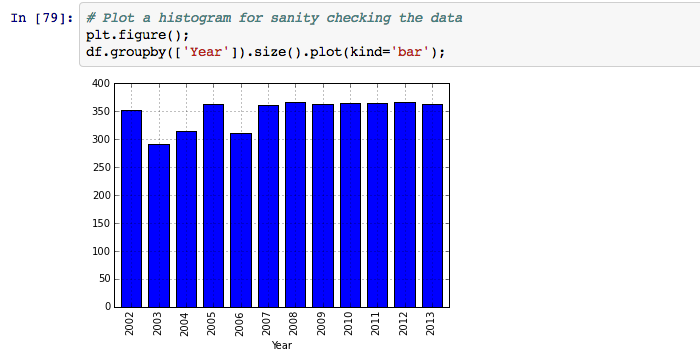 In [79]: # Plot a histogram for sanity checking the data
plt.figure();
df.groupby(['Year']).size().plot(kind='bar');
400
350
300
250
200
150
100
50
0
2002 2003 2004 2005 2006 2007 2008 2009 2010 2011 2012 2013
Year